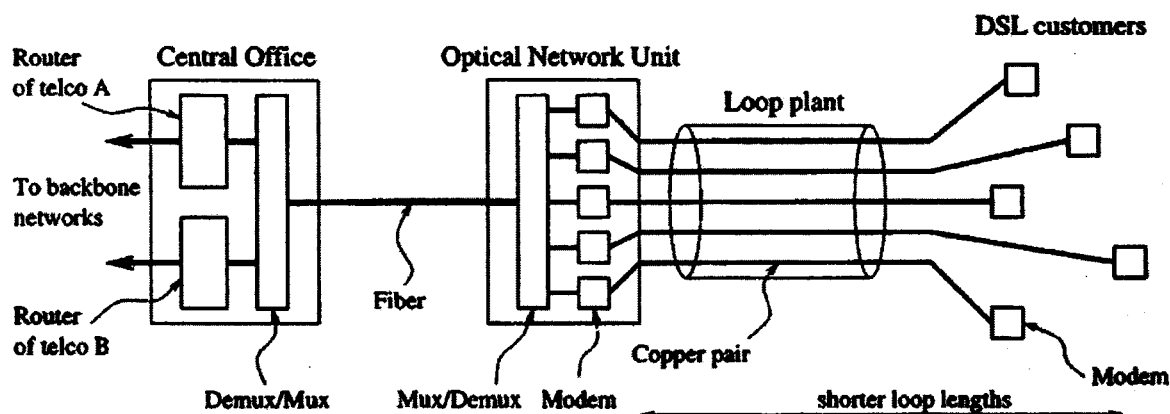 DSL customers
Router
of telco A
Central Office
Optical Network Unit
Loop plant
To backbone
networks
Router
of telco B
Fiber
Copper pair
Demux/Mux
Mux/Demux
Modem
Modem
shorter loop lengths